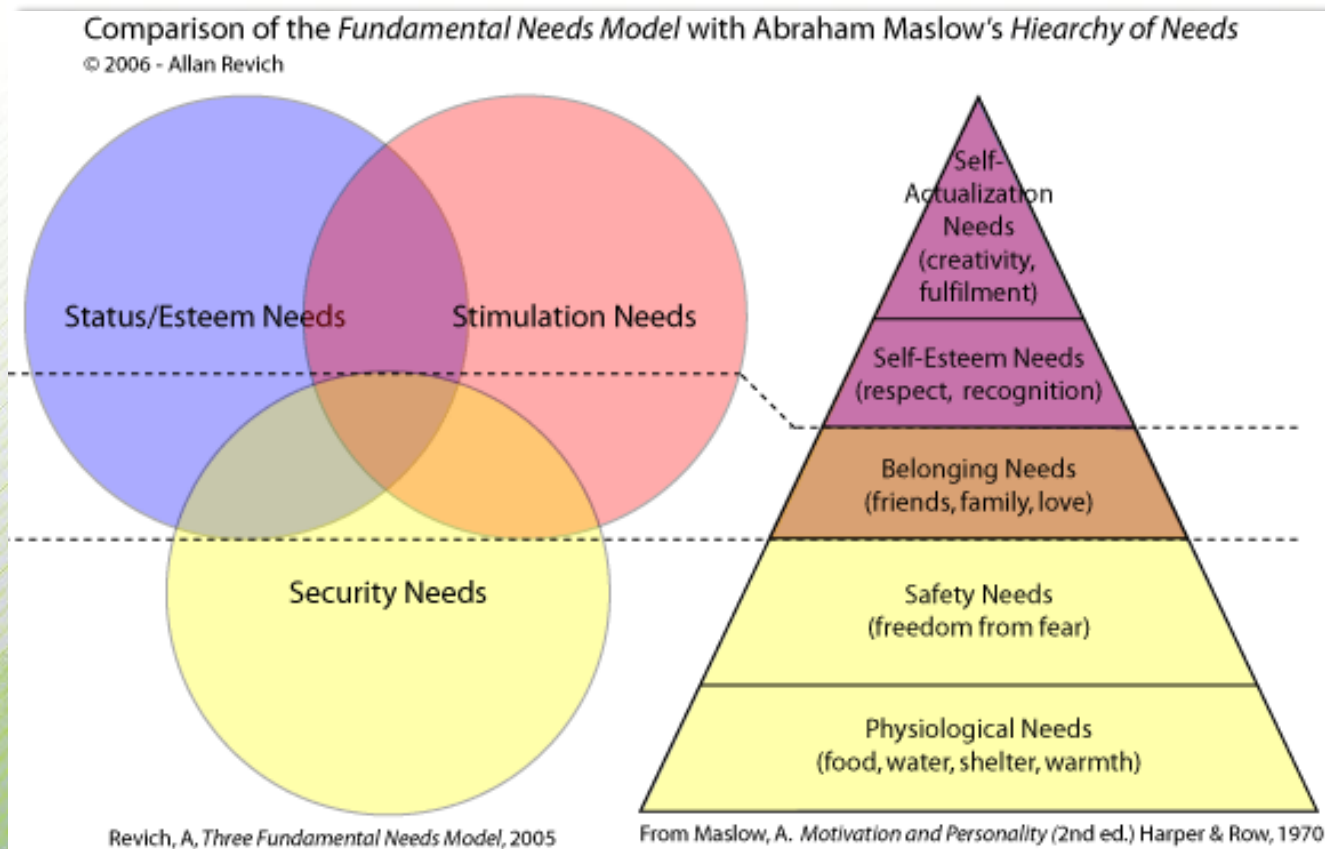 Comparison of the Fundamental Needs Model with Abraham Maslow's Hiearchy of Needs
© 2006 - Allan Revich
Status/Esteem Needs
Stimulation Needs
Security Needs
Self-
Actualization
Needs
(creativity,
fulfilment)
Self-Esteem Needs
(respect, recognition)
Belonging Needs
(friends, family, love)
Safety Needs
(freedom from fear)
Physiological Needs
(food, water, shelter, warmth)
Revich, A, Three Fundamental Needs Model, 2005
From Maslow, A. Motivation and Personality (2nd ed.) Harper & Row, 1970